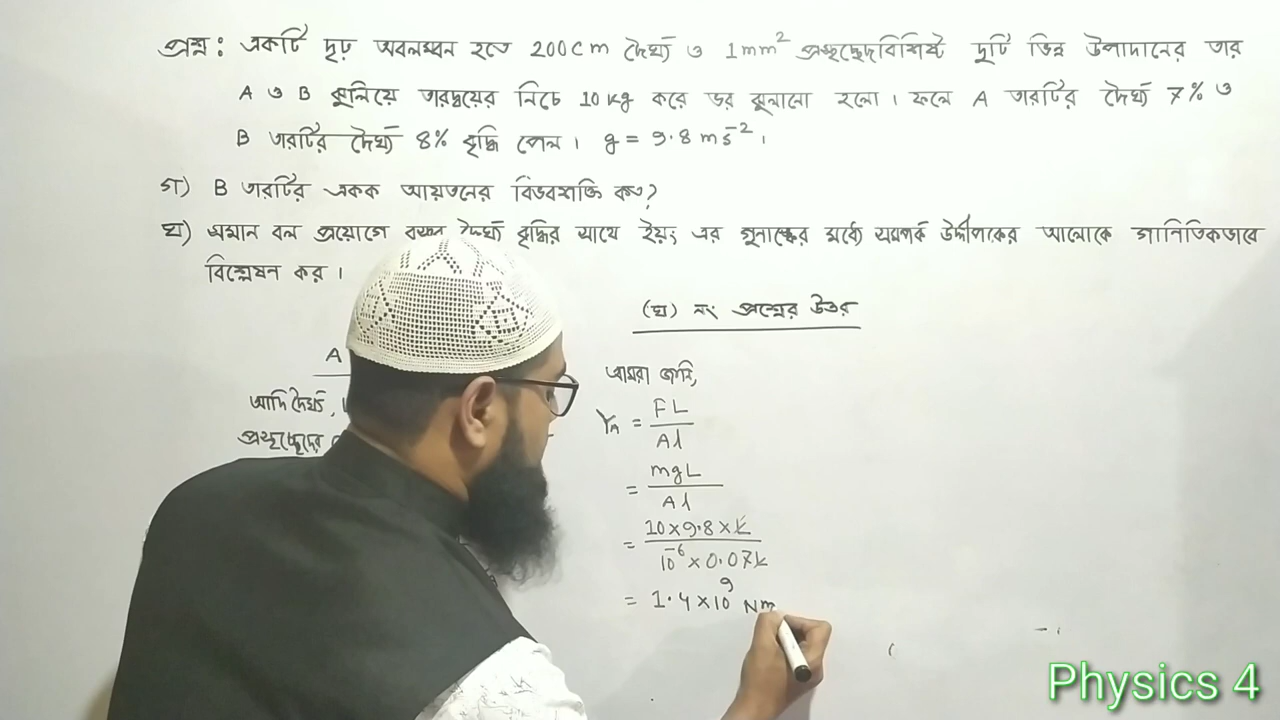 প্রশ্ন : একটি দৃঢ় অবলম্বন হতে 200cm দৈর্ঘ্য ও 1mm² প্রস্থচ্ছেদবিশিষ্ট দুটি ভিন্ন উপাদানের তার
A ও B ঝুলিয়ে তারদ্বয়ের নিচে 10kg করে ভর ঝুলানো হলো। ফলে A তারটির দৈর্ঘ্য 7% ও
B তারটির দৈর্ঘ্য 8% বৃদ্ধি পেল। g = 9.8 ms⁻²।
গ) B তারটির একক আয়তনের বিভবশক্তি কত?
ঘ) সমান বল প্রয়োগে দৈর্ঘ্য বৃদ্ধির সাথে ইয়ং এর গুনাঙ্কের মধ্যে সম্পর্ক উদ্দীপকের আলোকে গানিতিকভাবে
বিশ্লেষন কর।
(ঘ) নং প্রশ্নের উত্তর
A
আদি দৈর্ঘ্য,
প্রস্থচ্ছেদের
আমরা জানি,
Y_A = FL / Al
= mgL / Al
= 10 × 9.8 × L / 10⁻⁶ × 0.07L
= 1.4 × 10⁹ Nm
Physics 4